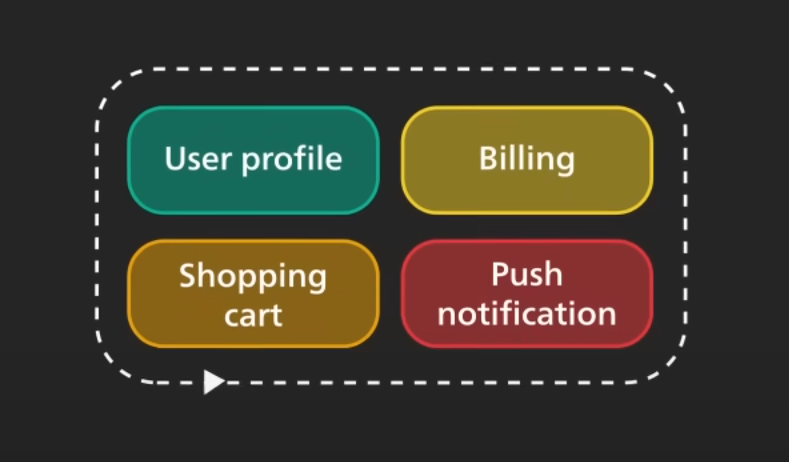 User profile
Billing
Shopping
cart
Push
notification